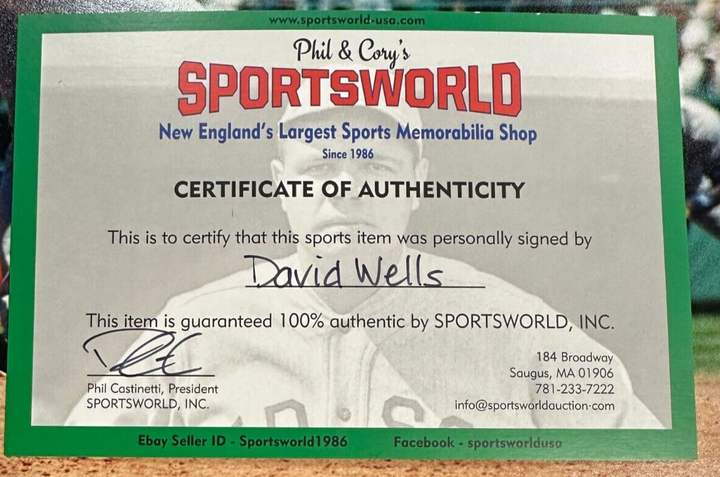 www.sportsworld-usa.com
Phil & Cory's
SPORTSWORLD
New England's Largest Sports Memorabilia Shop
Since 1986
CERTIFICATE OF AUTHENTICITY
This is to certify that this sports item was personally signed by
David Wells
This item is guaranteed 100% authentic by SPORTSWORLD, INC.
Phil Castinetti, President
SPORTSWORLD, INC.
184 Broadway
Saugus, MA 01906
781-233-7222
info@sportsworldauction.com
Ebay Seller ID - Sportsworld1986
Facebook - sportsworldusa